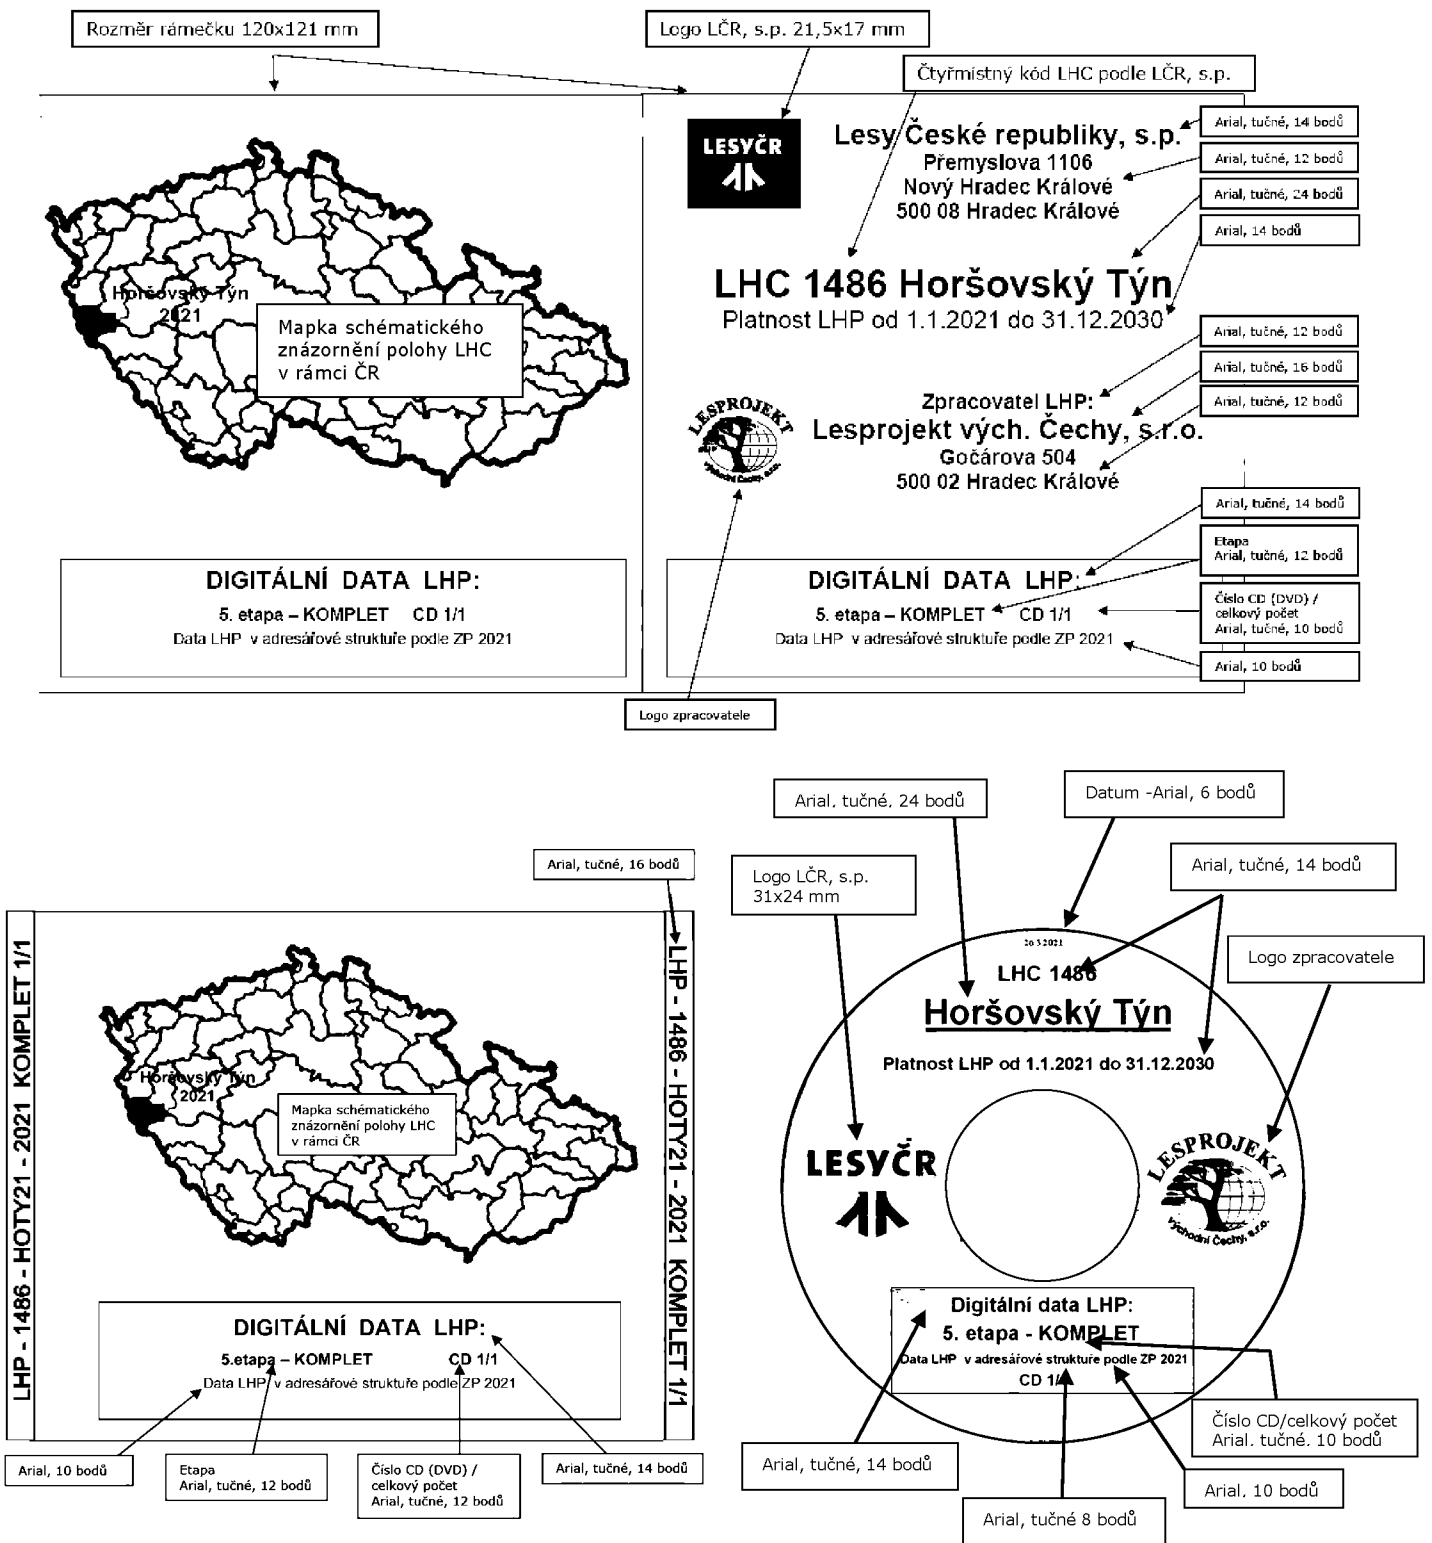 Rozměr rámečku 120x121 mm
Logo LČR, s.p. 21,5x17 mm
Čtyřmístný kód LHC podle LČR, s.p.
LESYČR
Lesy České republiky, s.p.
Přemyslova 1106
Nový Hradec Králové
500 08 Hradec Králové
Arial, tučné, 14 bodů
Arial, tučné, 12 bodů
Arial, tučné, 24 bodů
Arial, 14 bodů
Horšovský Týn
2021
Mapka schématického
znázornění polohy LHC
v rámci ČR
LHC 1486 Horšovský Týn
Platnost LHP od 1.1.2021 do 31.12.2030
Arial, tučné, 12 bodů
Arial, tučné, 16 bodů
Arial, tučné, 12 bodů
LESPROJEKT
východní Čechy, s.r.o.
Zpracovatel LHP:
Lesprojekt vých. Čechy, s.r.o.
Gočárova 504
500 02 Hradec Králové
Arial, tučné, 14 bodů
Etapa
Arial, tučné, 12 bodů
Číslo CD (DVD) /
celkový počet
Arial, tučné, 10 bodů
Arial, 10 bodů
DIGITÁLNÍ DATA LHP:
5. etapa – KOMPLET CD 1/1
Data LHP v adresářové struktuře podle ZP 2021
DIGITÁLNÍ DATA LHP:
5. etapa – KOMPLET CD 1/1
Data LHP v adresářové struktuře podle ZP 2021
Logo zpracovatele
Arial, tučné, 16 bodů
LHP - 1486 - HOTY21 - 2021 KOMPLET 1/1
Horšovský Týn
2021
Mapka schématického
znázornění polohy LHC
v rámci ČR
LHP - 1486 - HOTY21 - 2021 KOMPLET 1/1
DIGITÁLNÍ DATA LHP:
5.etapa – KOMPLET CD 1/1
Data LHP v adresářové struktuře podle ZP 2021
Arial, 10 bodů
Etapa
Arial, tučné, 12 bodů
Číslo CD (DVD) /
celkový počet
Arial, tučné, 12 bodů
Arial, tučné, 14 bodů
Arial, tučné, 24 bodů
Datum -Arial, 6 bodů
Logo LČR, s.p.
31x24 mm
Arial, tučné, 14 bodů
Logo zpracovatele
26.3.2021
LHC 1486
Horšovský Týn
Platnost LHP od 1.1.2021 do 31.12.2030
LESYČR
LESPROJEKT
východní Čechy, s.r.o.
Digitální data LHP:
5. etapa - KOMPLET
Data LHP v adresářové struktuře podle ZP 2021
CD 1/
Arial, tučné, 14 bodů
Arial, tučné 8 bodů
Arial, 10 bodů
Číslo CD/celkový počet
Arial, tučné, 10 bodů